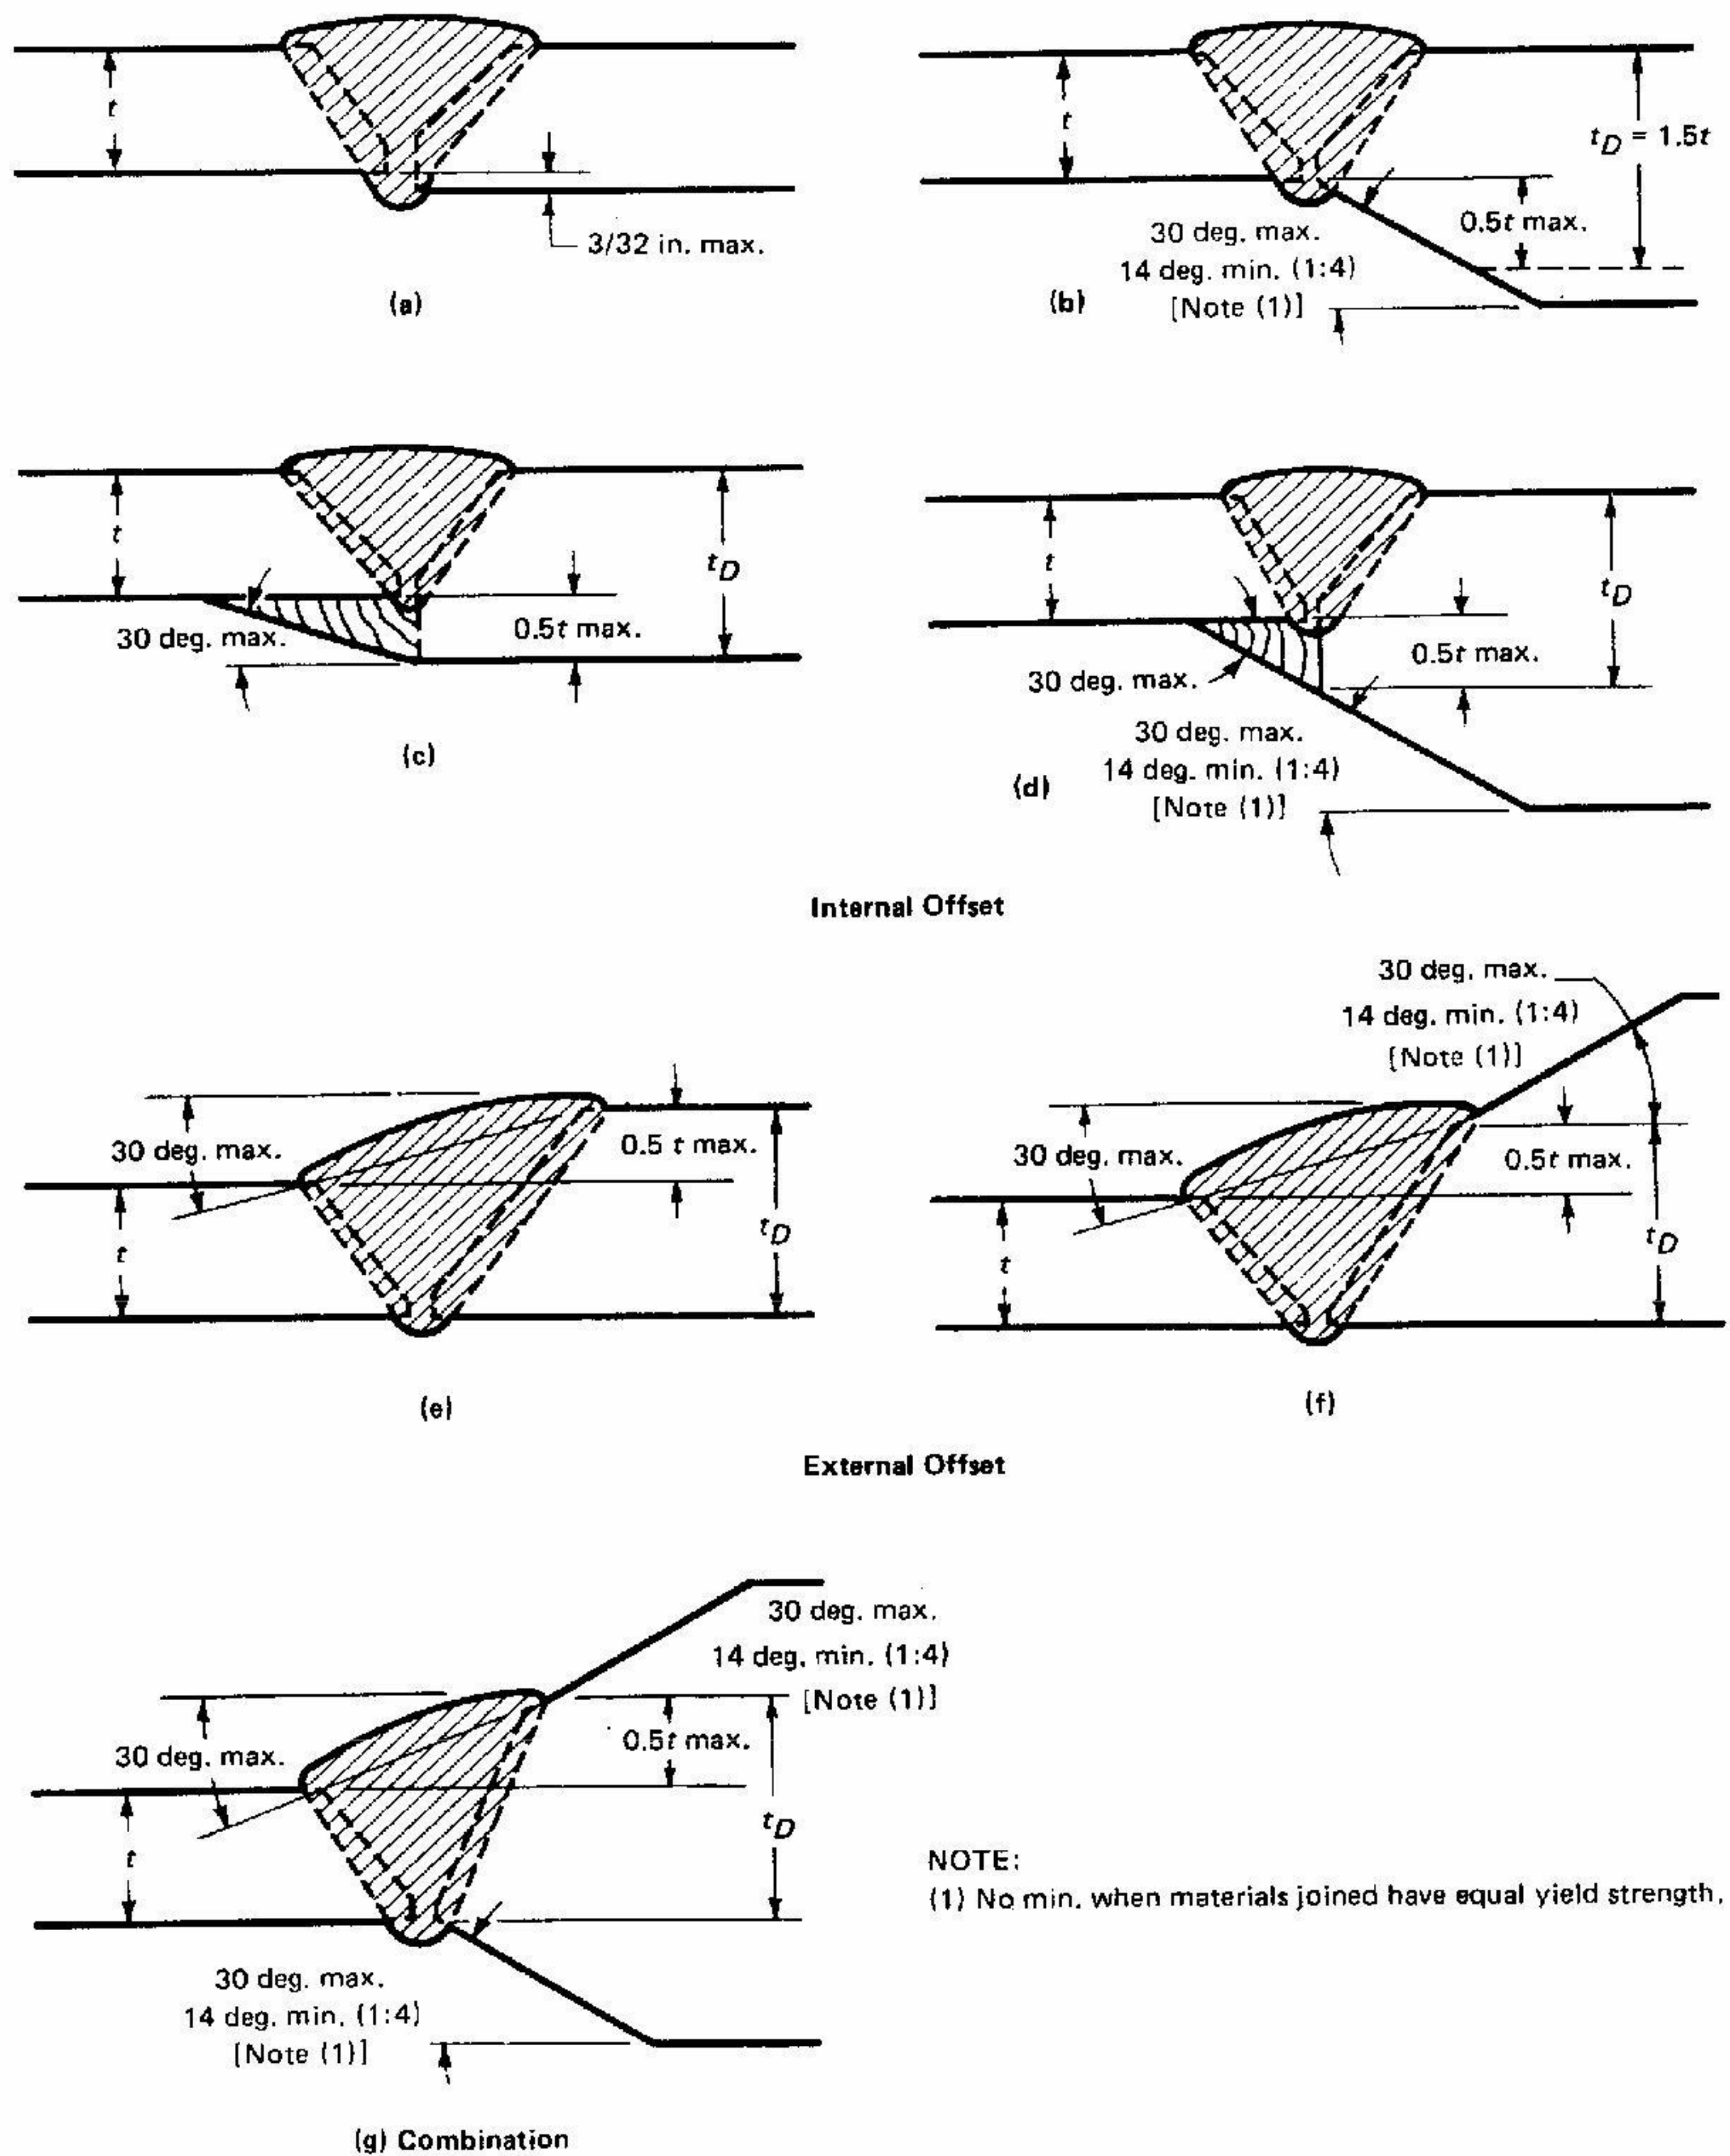 t
3/32 in. max.
(a)
t
t_D = 1.5t
0.5t max.
30 deg. max.
14 deg. min. (1:4)
[Note (1)]
(b)
t
t_D
30 deg. max.
0.5t max.
(c)
t
t_D
0.5t max.
30 deg. max.
30 deg. max.
14 deg. min. (1:4)
[Note (1)]
(d)
Internal Offset
30 deg. max.
0.5 t max.
t
t_D
(e)
30 deg. max.
14 deg. min. (1:4)
[Note (1)]
30 deg. max.
0.5t max.
t
t_D
(f)
External Offset
30 deg. max.
14 deg. min. (1:4)
[Note (1)]
0.5t max.
30 deg. max.
t_D
t
30 deg. max.
14 deg. min. (1:4)
[Note (1)]
(g) Combination
NOTE:
(1) No min. when materials joined have equal yield strength.